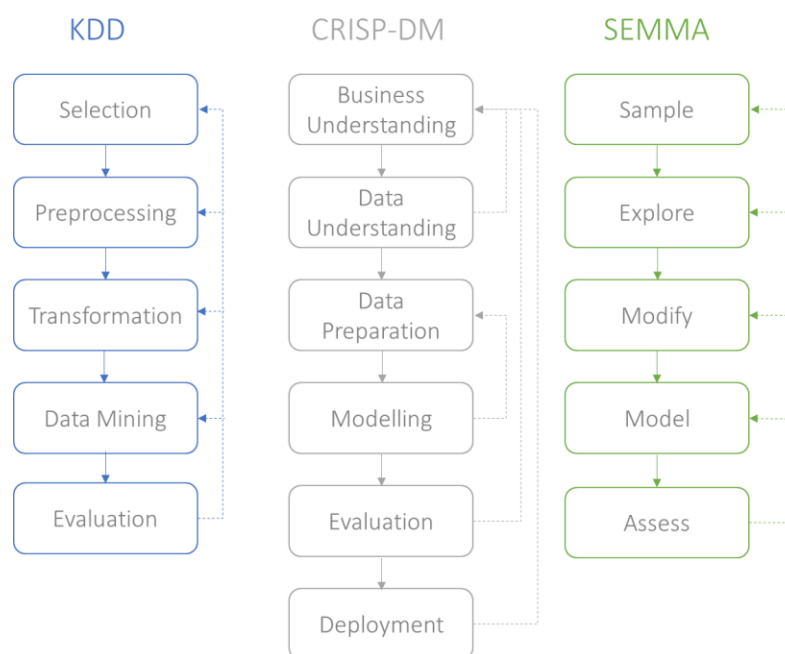 KDD
Selection
Preprocessing
Transformation
Data Mining
Evaluation
CRISP-DM
Business
Understanding
Data
Understanding
Data
Preparation
Modelling
Evaluation
Deployment
SEMMA
Sample
Explore
Modify
Model
Assess